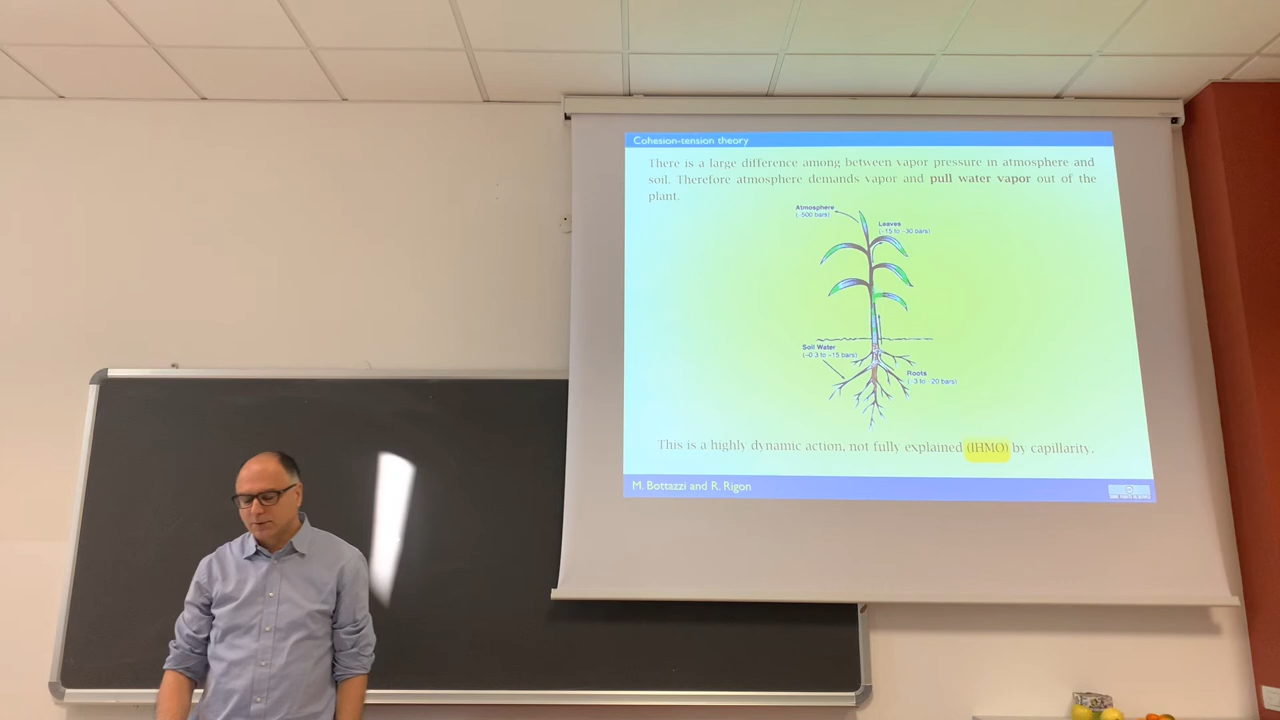 Cohesion-tension theory
There is a large difference among between vapor pressure in atmosphere and
soil. Therefore atmosphere demands vapor and pull water vapor out of the
plant.
Atmosphere
(-500 bars)
Leaves
(-15 to -30 bars)
Soil Water
(-0.3 to -15 bars)
Roots
(-3 to -20 bars)
This is a highly dynamic action, not fully explained (IHMO) by capillarity.
M. Bottazzi and R. Rigon